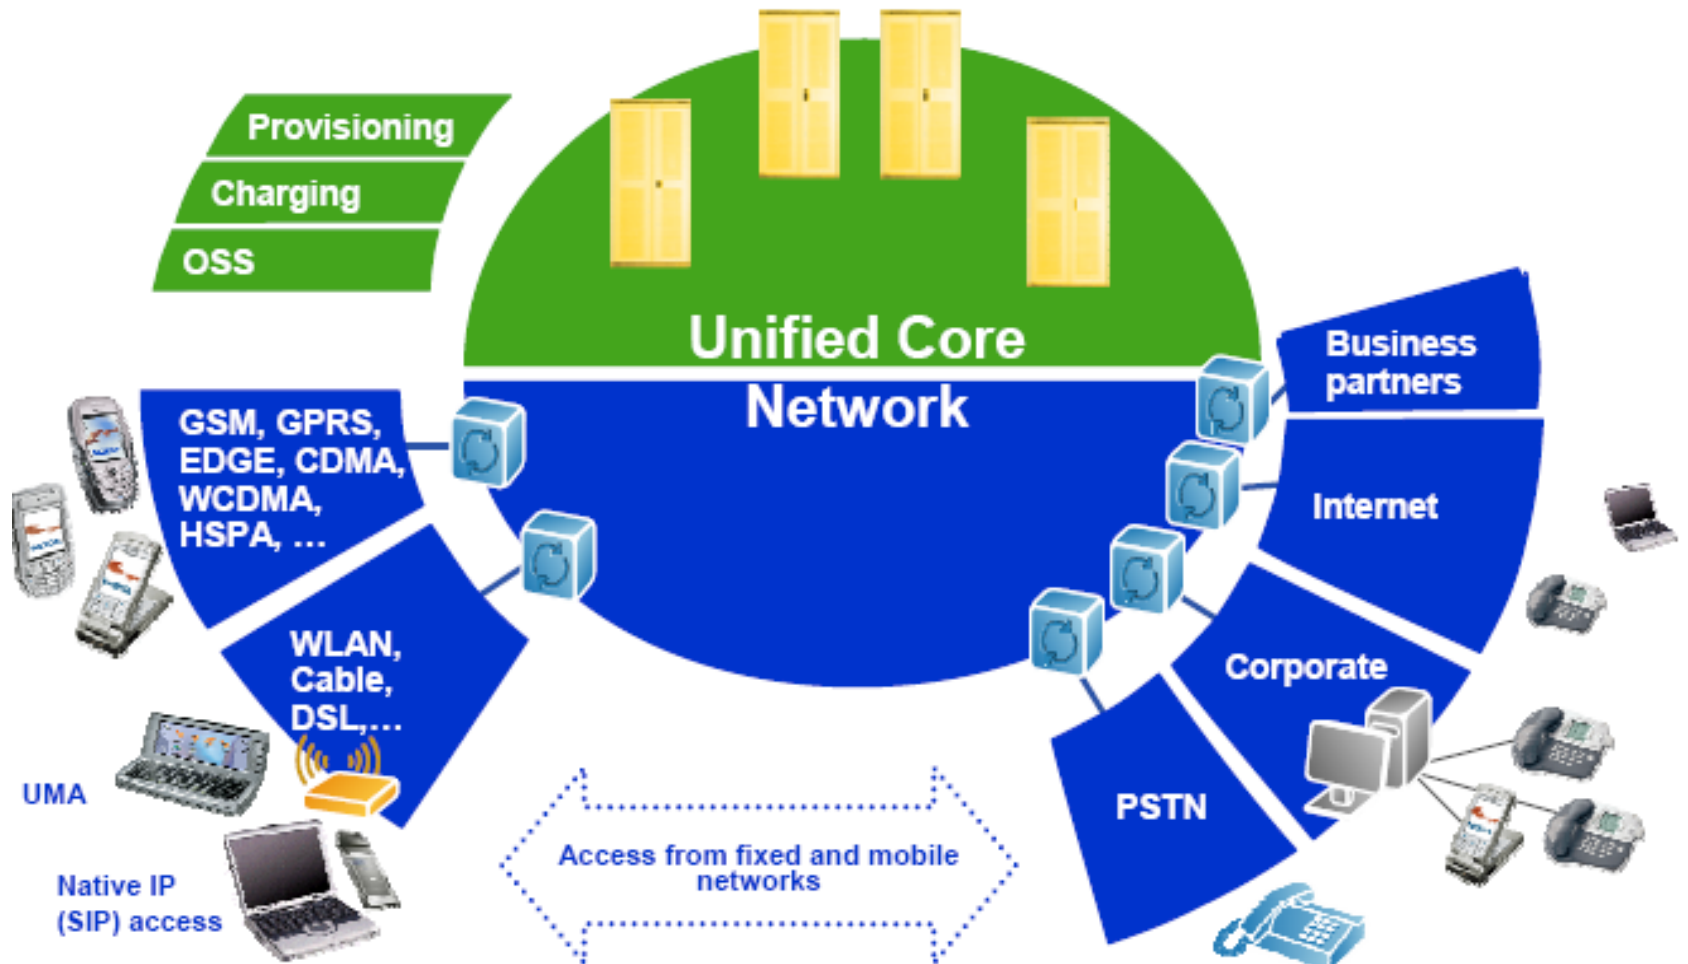 Provisioning
Charging
OSS
Unified Core
Network
GSM, GPRS,
EDGE, CDMA,
WCDMA,
HSPA, ...
WLAN,
Cable,
DSL,...
UMA
Native IP
(SIP) access
Access from fixed and mobile
networks
Business
partners
Internet
Corporate
PSTN